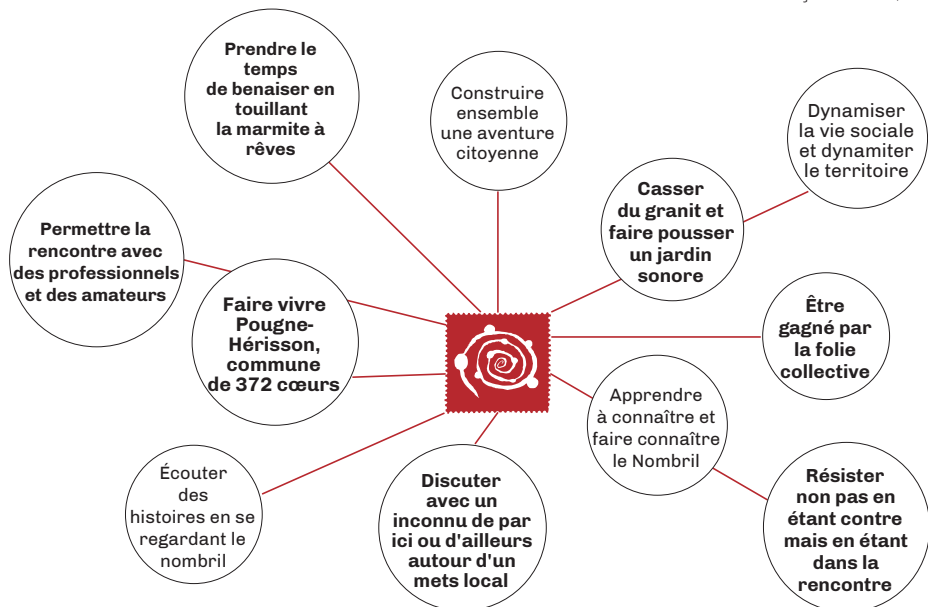 Prendre le
temps
de benaiser en
touillant
la marmite à
rêves
Construire
ensemble
une aventure
citoyenne
Dynamiser
la vie sociale
et dynamiter
le territoire
Casser
du granit et
faire pousser
un jardin
sonore
Permettre la
rencontre avec
des professionnels
et des amateurs
Faire vivre
Pougne-
Hérisson,
commune
de 372 cœurs
Être
gagné par
la folie
collective
Apprendre
à connaître et
faire connaître
le Nombril
Écouter
des
histoires en se
regardant le
nombril
Discuter
avec un
inconnu de par
ici ou d'ailleurs
autour d'un
mets local
Résister
non pas en
étant contre
mais en étant
dans la
rencontre